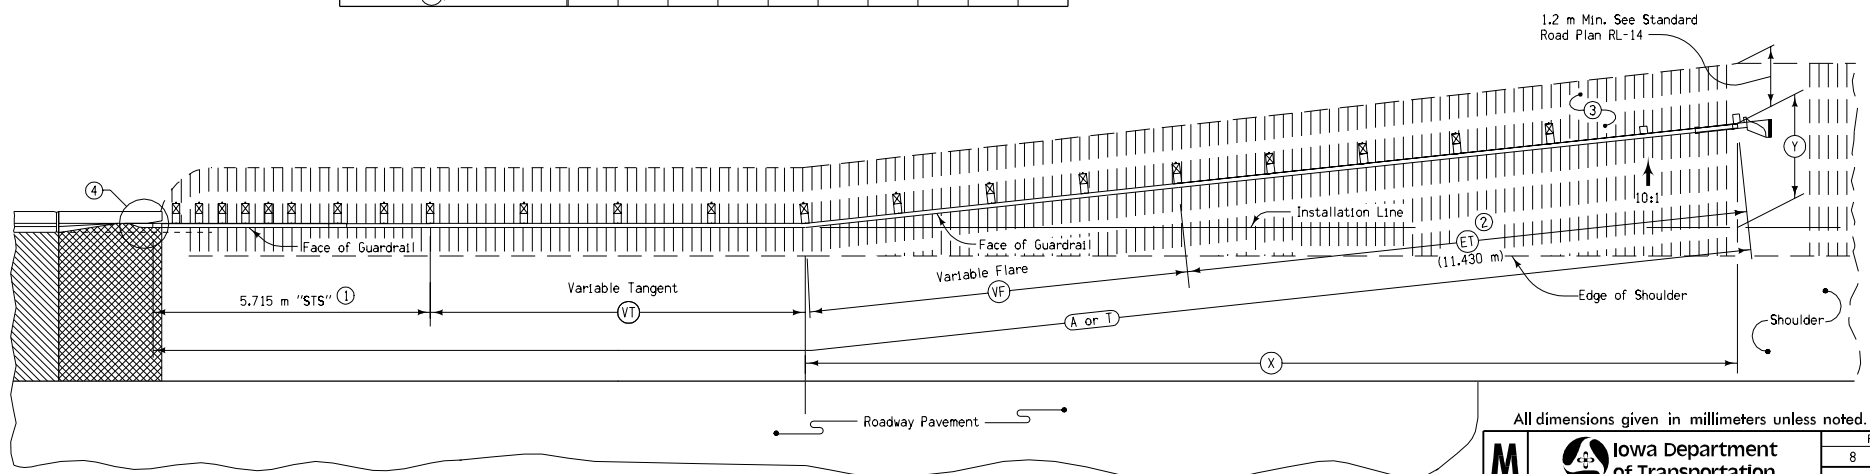 1.2 m Min. See Standard
Road Plan RL-14
3
4
Y
10:1
Installation Line
2
Face of Guardrail
Face of Guardrail
ET
(11.430 m)
Variable Flare
5.715 m "STS" 1
Variable Tangent
VF
Edge of Shoulder
VT
A or T
Shoulder
X
Roadway Pavement
All dimensions given in millimeters unless noted.
M
Iowa Department
of Transportation
8